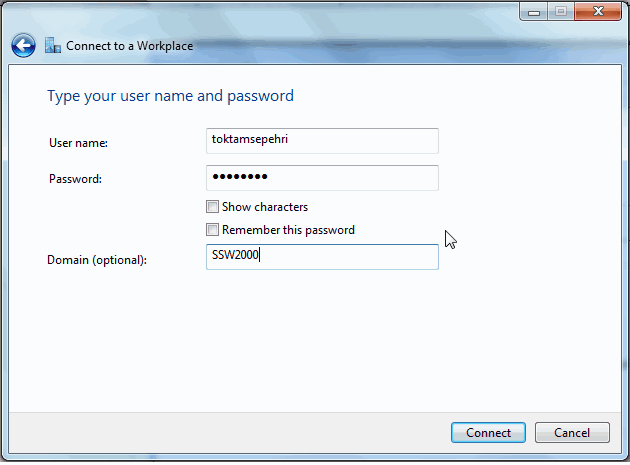 Connect to a Workplace
Type your user name and password
User name: toktamsepehri
Password: ••••••••
Show characters
Remember this password
Domain (optional): SSW2000
Connect Cancel